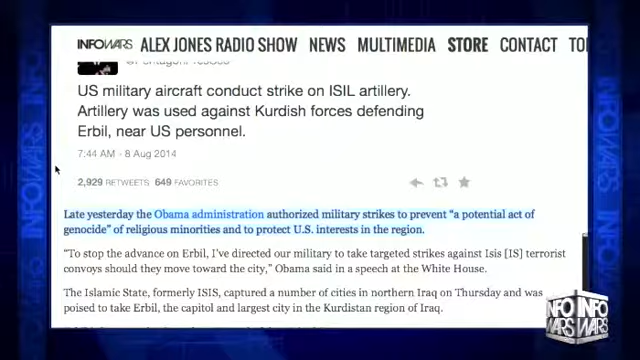 INFOWARS ALEX JONES RADIO SHOW NEWS MULTIMEDIA STORE CONTACT
US military aircraft conduct strike on ISIL artillery.
Artillery was used against Kurdish forces defending
Erbil, near US personnel.
7:44 AM - 8 Aug 2014
2,929 RETWEETS 649 FAVORITES
Late yesterday the Obama administration authorized military strikes to prevent “a potential act of
genocide” of religious minorities and to protect U.S. interests in the region.
“To stop the advance on Erbil, I’ve directed our military to take targeted strikes against Isis [IS] terrorist
convoys should they move toward the city,” Obama said in a speech at the White House.
The Islamic State, formerly ISIS, captured a number of cities in northern Iraq on Thursday and was
poised to take Erbil, the capitol and largest city in the Kurdistan region of Iraq.
INFO INFO
WARS WARS
INFOWARS
INFOWARS